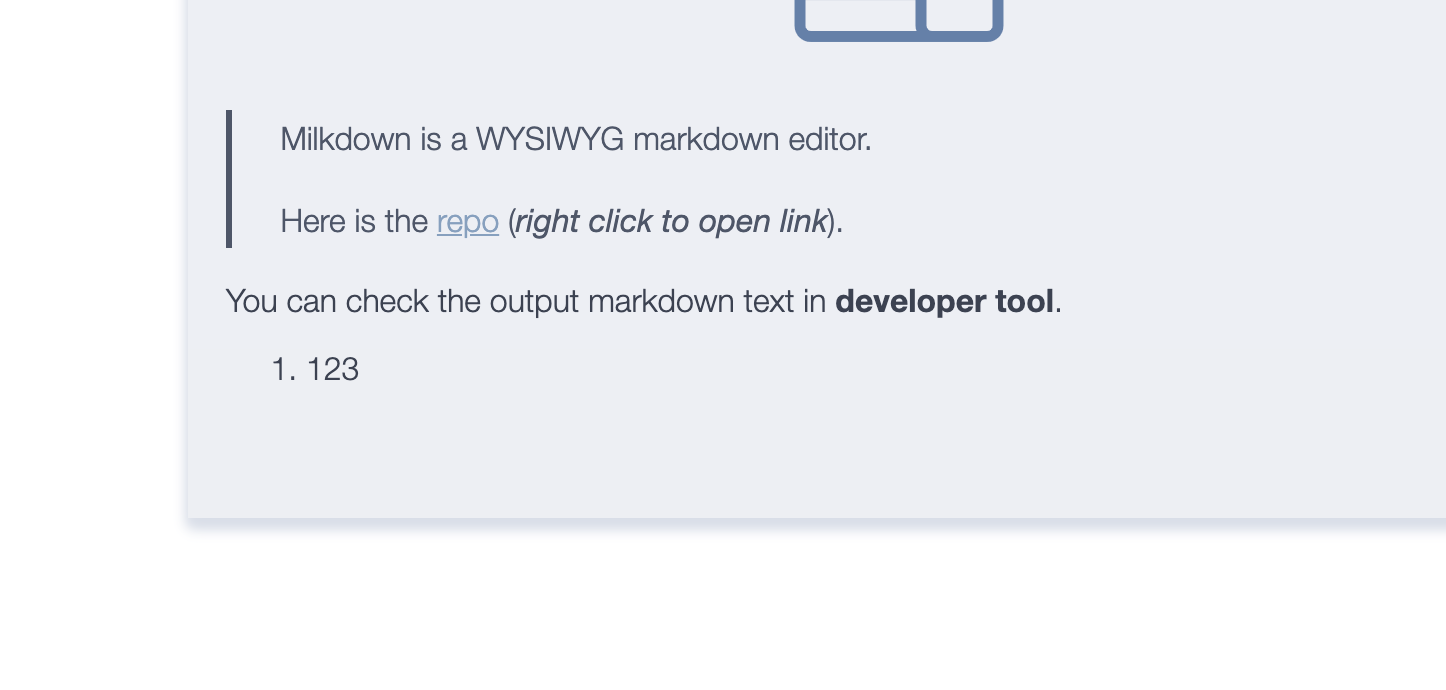 Milkdown is a WYSIWYG markdown editor.
Here is the repo (right click to open link).
You can check the output markdown text in developer tool.
1. 123